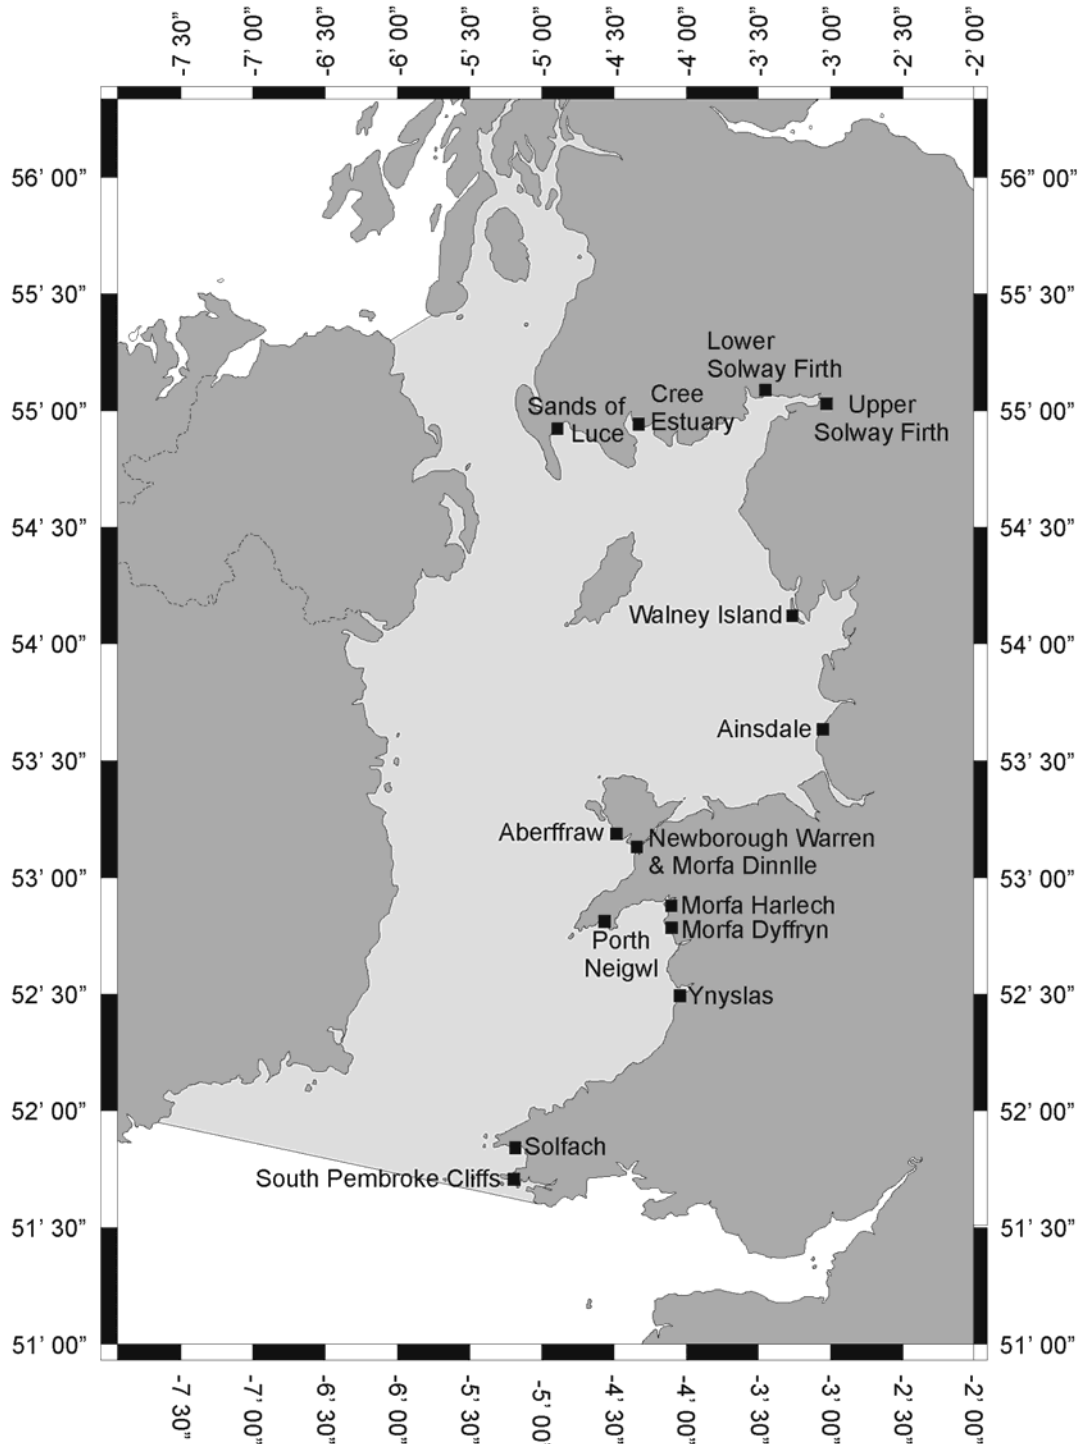 -7' 30"
-7' 00"
-6' 30"
-6' 00"
-5' 30"
-5' 00"
-4' 30"
-4' 00"
-3' 30"
-3' 00"
-2' 30"
-2' 00"
56' 00"
56" 00"
55' 30"
55' 30"
Lower
Solway Firth
Cree
Estuary
Sands of
Luce
Upper
Solway Firth
55' 00"
55' 00"
54' 30"
54' 30"
Walney Island
54' 00"
54' 00"
Ainsdale
53' 30"
53' 30"
Aberffraw
Newborough Warren
& Morfa Dinnlle
53' 00"
53' 00"
Morfa Harlech
Morfa Dyffryn
Porth
Neigwl
Ynyslas
52' 30"
52' 30"
52' 00"
52' 00"
Solfach
South Pembroke Cliffs
51' 30"
51' 30"
51' 00"
51' 00"
-7' 30"
-7' 00"
-6' 30"
-6' 00"
-5' 30"
-5' 00"
-4' 30"
-4' 00"
-3' 30"
-3' 00"
-2' 30"
-2' 00"